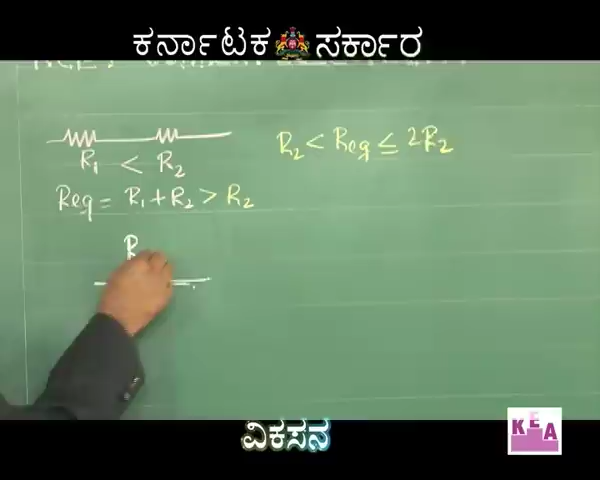 ಕರ್ನಾಟಕ ಸರ್ಕಾರ
R₁ < R₂
R₂ < Req ≤ 2R₂
Req = R₁ + R₂ > R₂
R
ವಿಕಸನ
KEA